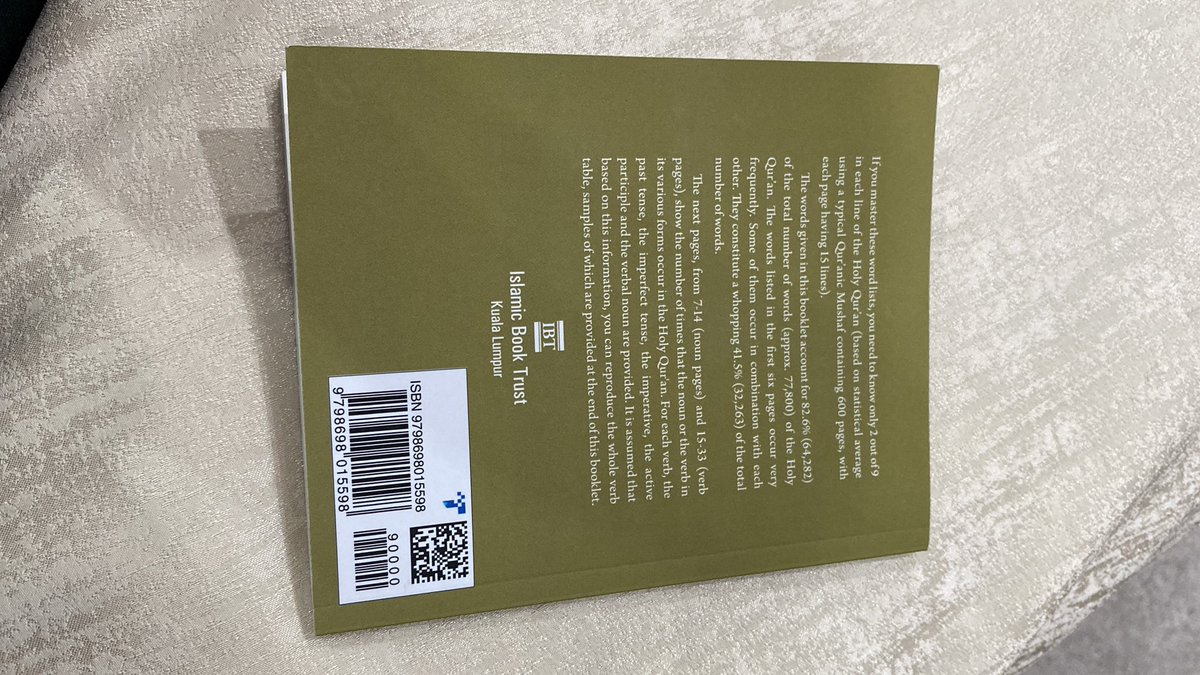 If you master these word lists, you need to know only 2 out of 9
in each line of the Holy Qur'an (based on statistical average
using a typical Qur'anic Mushaf containing 600 pages, with
each page having 15 lines).
The words given in this booklet account for 82.6% (64,282)
of the total number of words (approx. 77,800) of the Holy
Qur'an. The words listed in the first six pages occur very
frequently. Some of them occur in combination with each
other. They constitute a whopping 41.5% (32,263) of the total
number of words.
The next pages, from 7-14 (noun pages) and 15-33 (verb
pages), show the number of times that the noun or the verb in
its various forms occur in the Holy Qur'an. For each verb, the
past tense, the imperfect tense, the imperative, the active
participle and the verbal noun are provided. It is assumed that
based on this information, you can reproduce the whole verb
table, samples of which are provided at the end of this booklet.
IBT
Islamic Book Trust
Kuala Lumpur
ISBN 9798698015598
90000
9 798698 015598